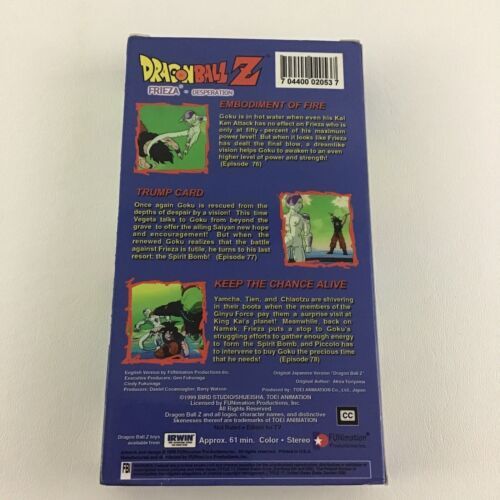 DRAGONBALL Z
FRIEZA - DESPERATION
7 04400 02053 7
EMBODIMENT OF FIRE
Goku is in hot water when even his Kai
Ken Attack has no effect on Frieza who is
only at fifty - percent of his maximum
power level! But when it looks like Frieza
has dealt the final blow, a dreamlike
vision helps Goku to awaken to an even
higher level of power and strength!
(Episode 76)
TRUMP CARD
Once again Goku is rescued from the
depths of despair by a vision! This time
Vegeta talks to Goku from beyond the
grave to offer the ailing Saiyan new hope
and encouragement! But when the
renewed Goku realizes that the battle
against Frieza is futile, he turns to his last
resort: the Spirit Bomb! (Episode 77)
KEEP THE CHANCE ALIVE
Yamcha, Tien, and Chiaotzu are shivering
in their boots when the members of the
Ginyu Force pay them a surprise visit at
King Kai's planet! Meanwhile, back on
Namek, Frieza puts a stop to Goku's
struggling efforts to gather enough energy
to form the Spirit Bomb, and Piccolo has
to intervene to buy Goku the precious time
that he needs! (Episode 78)
English Version by FUNimation Productions Inc.
Executive Producers: Gen Fukunaga
Cindy Fukunaga
Producers: Daniel Cocanougher, Barry Watson
Original Japanese Version "Dragon Ball Z"
Original Author: Akira Toriyama
Produced by: TOEI ANIMATION Co., Ltd., Japan
©1999 BIRD STUDIO/SHUEISHA, TOEI ANIMATION
Licensed by FUNimation Productions, Inc.
All Rights Reserved.
Dragon Ball Z and all logos, character names, and distinctive
likenesses thereof are trademarks of TOEI ANIMATION
Not Rated - Edited for TV
CC
Dragon Ball Z toys
available from
IRWIN
Approx. 61 min. Color • Stereo
FUNimation
Productions, Inc.
FBI